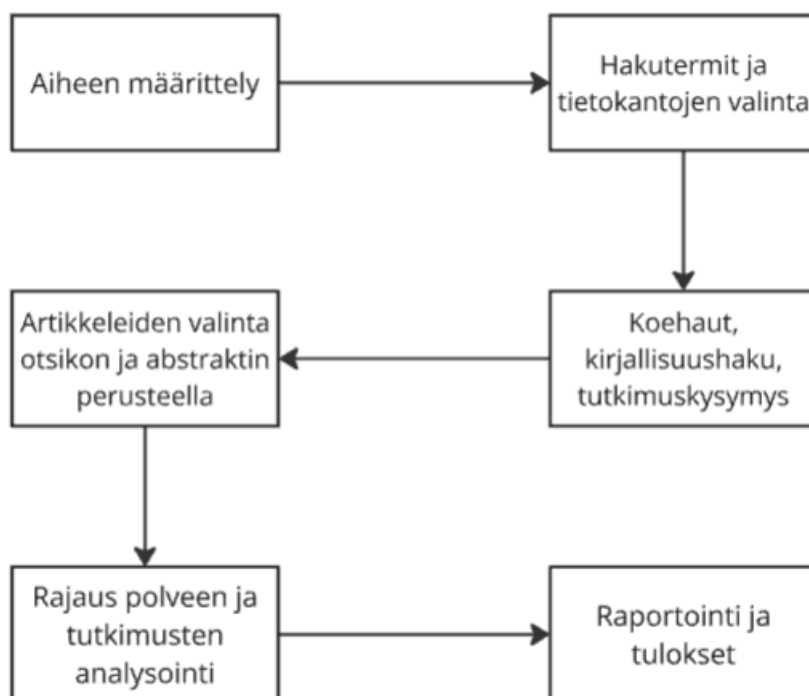 Aiheen määrittely
Hakutermit ja
tietokantojen valinta
Koehaut,
kirjallisuushaku,
tutkimuskysymys
Artikkeleiden valinta
otsikon ja abstraktin
perusteella
Rajaus polveen ja
tutkimusten
analysointi
Raportointi ja
tulokset